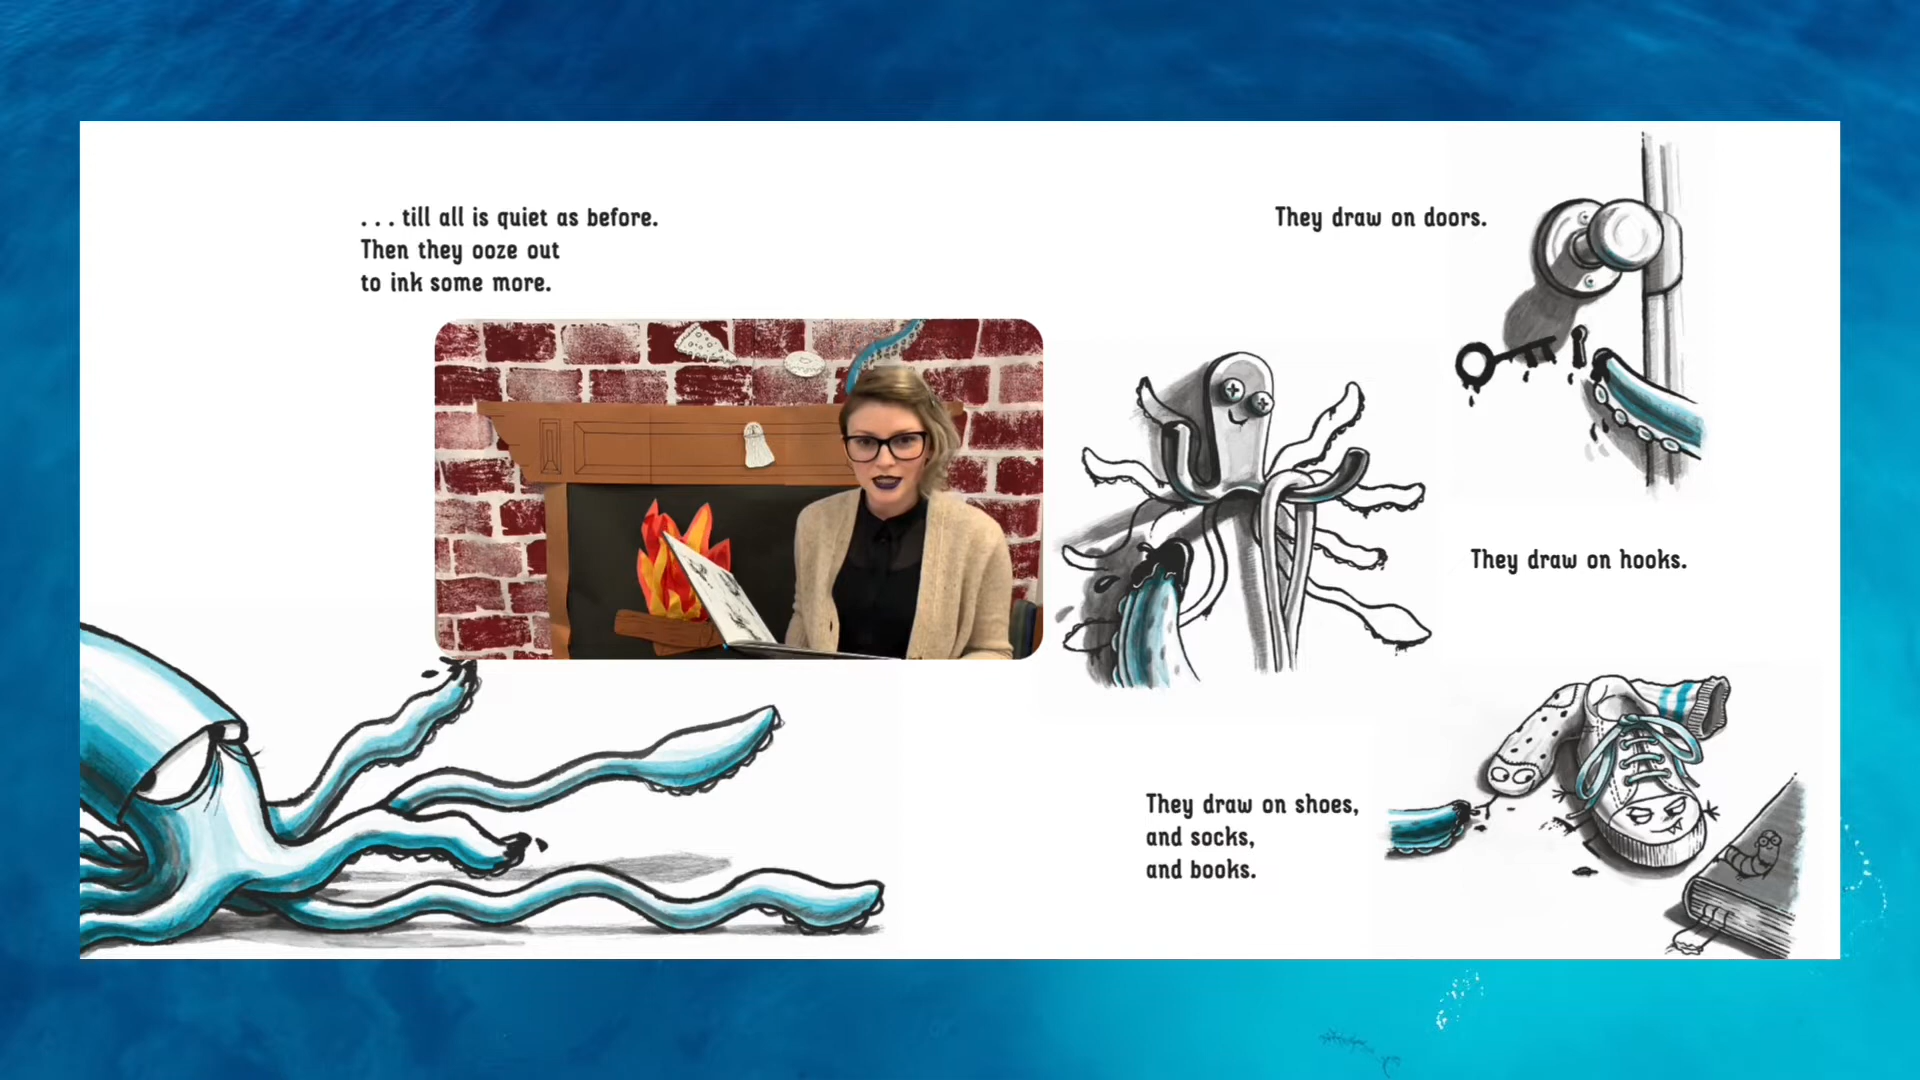 . . . till all is quiet as before.
Then they ooze out
to ink some more.
They draw on doors.
They draw on hooks.
They draw on shoes,
and socks,
and books.